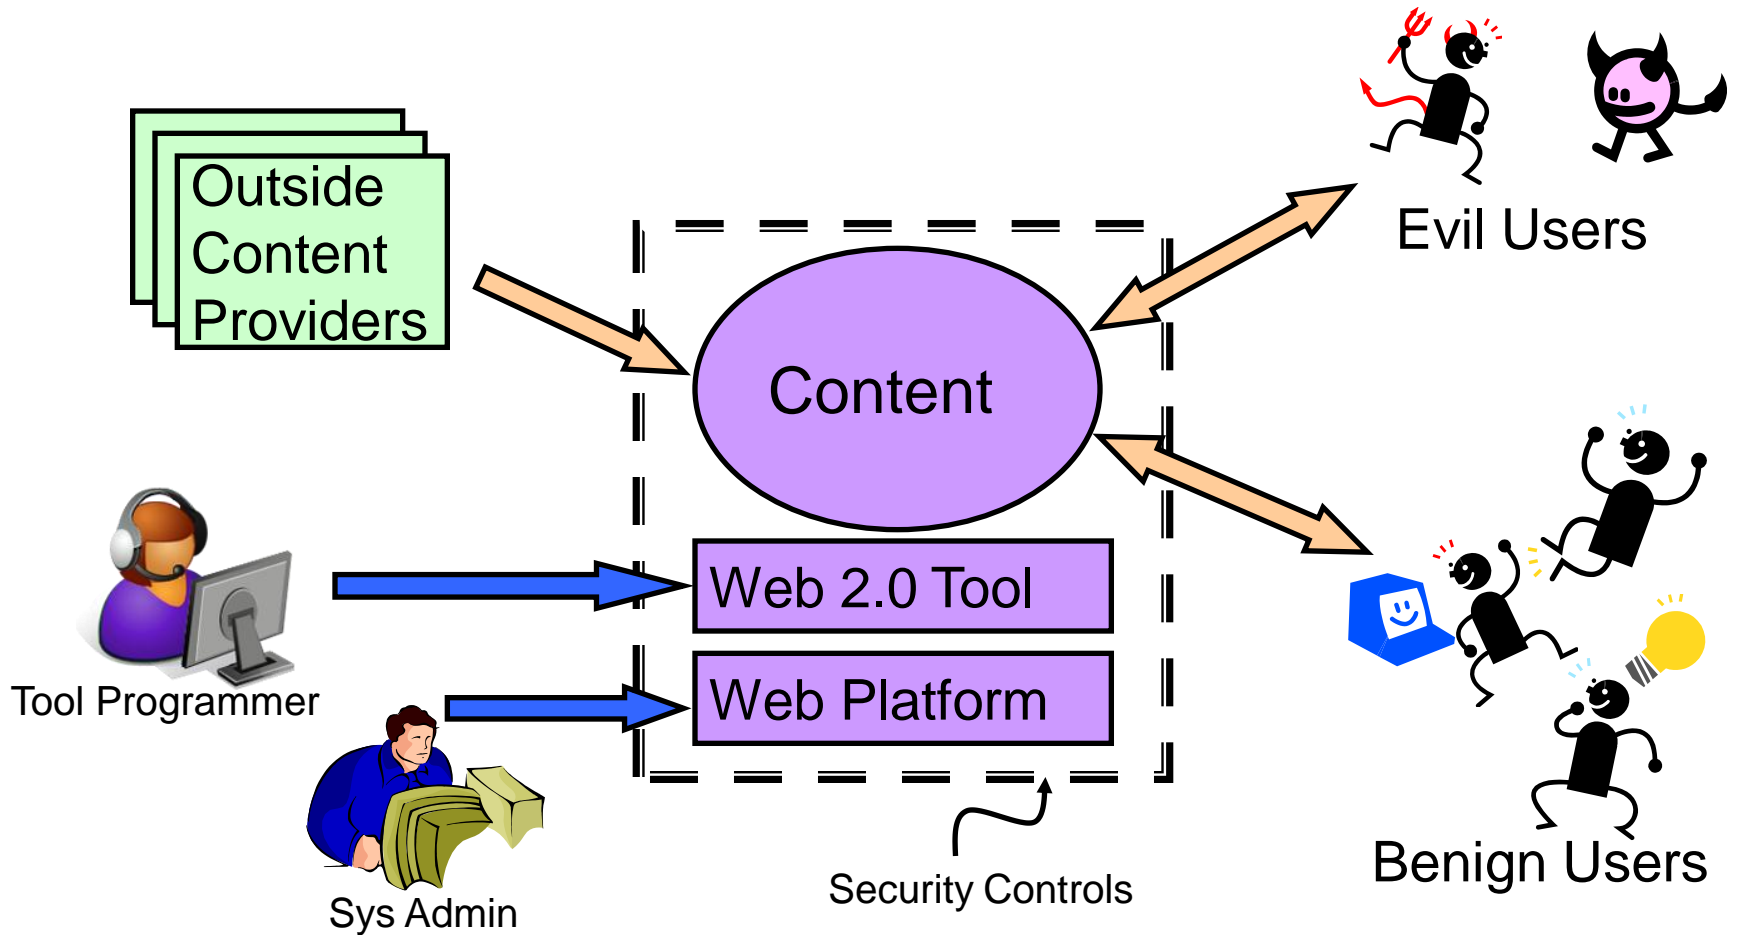 Outside
Content
Providers
Evil Users
Content
Web 2.0 Tool
Web Platform
Tool Programmer
Sys Admin
Security Controls
Benign Users